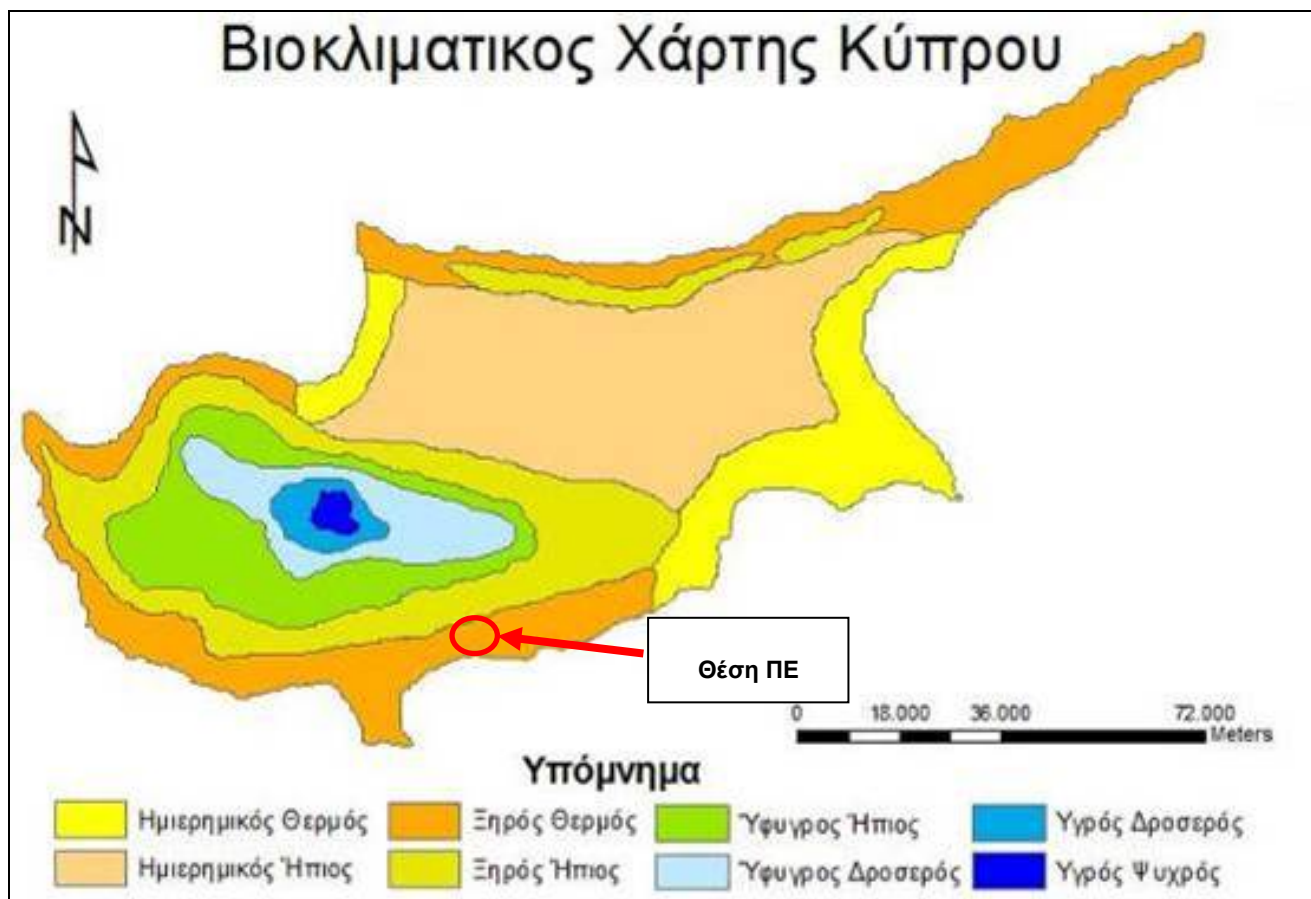 Βιοκλιματικος Χάρτης Κύπρου
N
Θέση ΠΕ
0 18.000 36.000 72.000
Meters
Υπόμνημα
Ημιερημικός Θερμός Ξηρός Θερμός Ύφυγρος Ήπιος Υγρός Δροσερός
Ημιερημικός Ήπιος Ξηρός Ήπιος Ύφυγρος Δροσερός Υγρός Ψυχρός